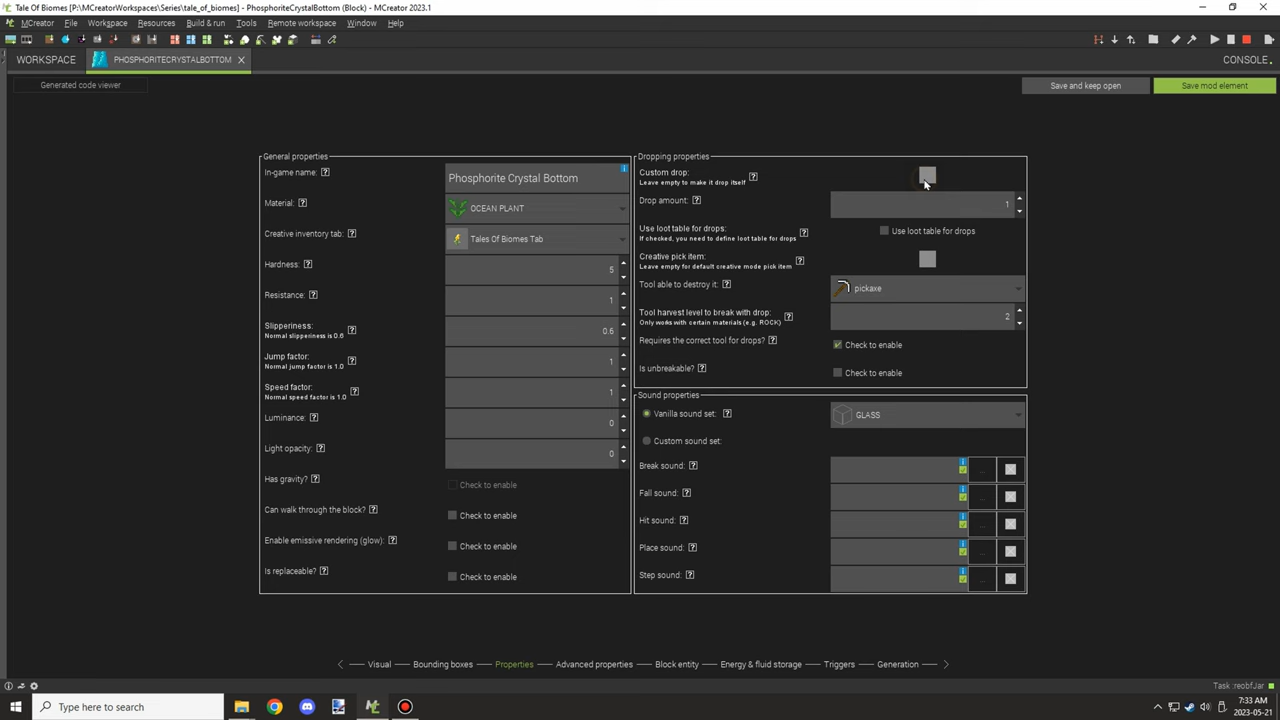 Tale Of Biomes [P:\MCreatorWorkspaces\Series\tale_of_biomes] - PhosphoriteCrystalBottom (Block) - MCreator 2023.1
MCreator File Workspace Resources Build & run Tools Remote workspace Window Help
WORKSPACE PHOSPHORITECRYSTALBOTTOM CONSOLE
Generated code viewer Save and keep open Save mod element
General properties
In-game name: ? Phosphorite Crystal Bottom
Material: ? OCEAN PLANT
Creative inventory tab: ? Tales Of Biomes Tab
Hardness: ? 5
Resistance: ? 1
Slipperiness: ? 0.6
Normal slipperiness is 0.6
Jump factor: ? 1
Normal jump factor is 1.0
Speed factor: ? 1
Normal speed factor is 1.0
Luminance: ? 0
Light opacity: ? 0
Has gravity? ? Check to enable
Can walk through the block? ? Check to enable
Enable emissive rendering (glow): ? Check to enable
Is replaceable? ? Check to enable
Dropping properties
Custom drop: ?
Leave empty to make it drop itself
Drop amount: ? 1
Use loot table for drops: ? Use loot table for drops
If checked, you need to define loot table for drops
Creative pick item: ?
Leave empty for default creative mode pick item
Tool able to destroy it: ? pickaxe
Tool harvest level to break with drop: ? 2
Only works with certain materials (e.g. ROCK)
Requires the correct tool for drops? ? Check to enable
Is unbreakable? ? Check to enable
Sound properties
Vanilla sound set: ? GLASS
Custom sound set:
Break sound: ? ...
Fall sound: ? ...
Hit sound: ? ...
Place sound: ? ...
Step sound: ? ...
Visual Bounding boxes Properties Advanced properties Block entity Energy & fluid storage Triggers Generation
Task :reobfJar
Type here to search
7:33 AM
2023-05-21